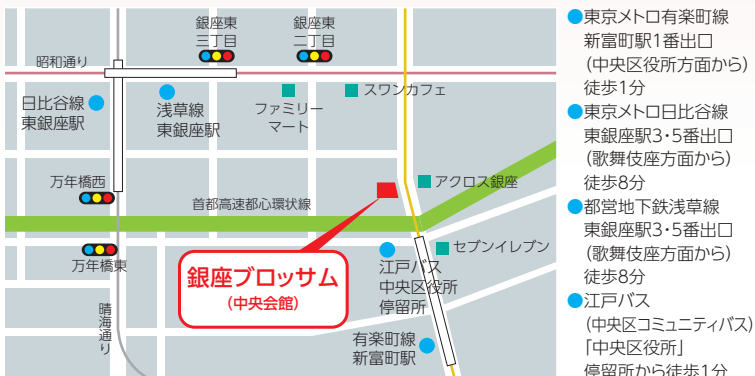 銀座東
三丁目
銀座東
二丁目
昭和通り
日比谷線
東銀座駅
浅草線
東銀座駅
ファミリー
マート
スワンカフェ
万年橋西
アクロス銀座
首都高速都心環状線
万年橋東
銀座ブロッサム
(中央会館)
江戸バス
中央区役所
停留所
セブンイレブン
晴海通り
有楽町線
新富町駅
●東京メトロ有楽町線
新富町駅1番出口
(中央区役所方面から)
徒歩1分
●東京メトロ日比谷線
東銀座駅3・5番出口
(歌舞伎座方面から)
徒歩8分
●都営地下鉄浅草線
東銀座駅3・5番出口
(歌舞伎座方面から)
徒歩8分
●江戸バス
(中央区コミュニティバス)
「中央区役所」
停留所から徒歩1分